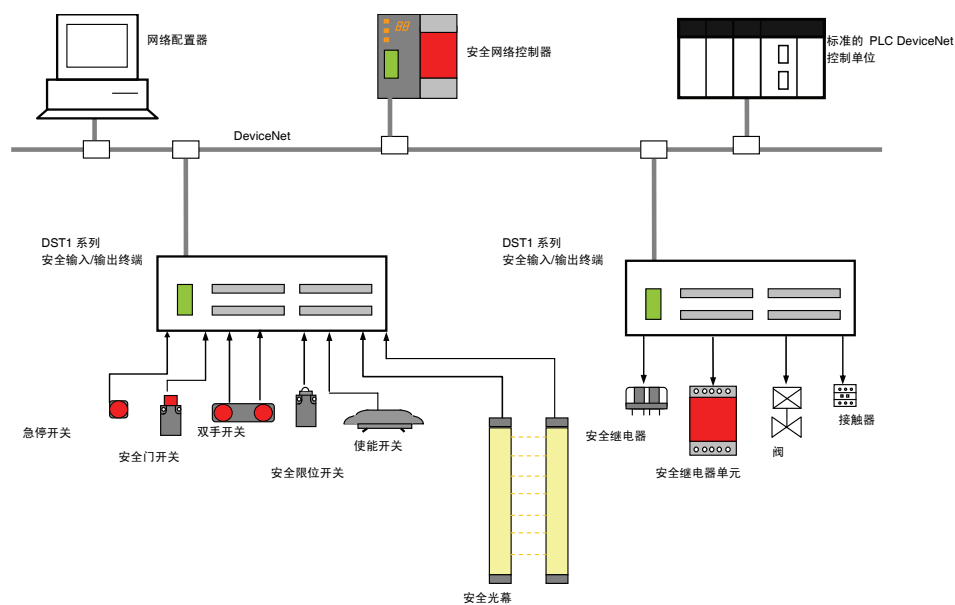 网络配置器
安全网络控制器
标准的 PLC DeviceNet
控制单位
DeviceNet
DST1 系列
安全输入/输出终端
DST1 系列
安全输入/输出终端
急停开关
安全门开关
双手开关
安全限位开关
使能开关
安全光幕
安全继电器
安全继电器单元
阀
接触器